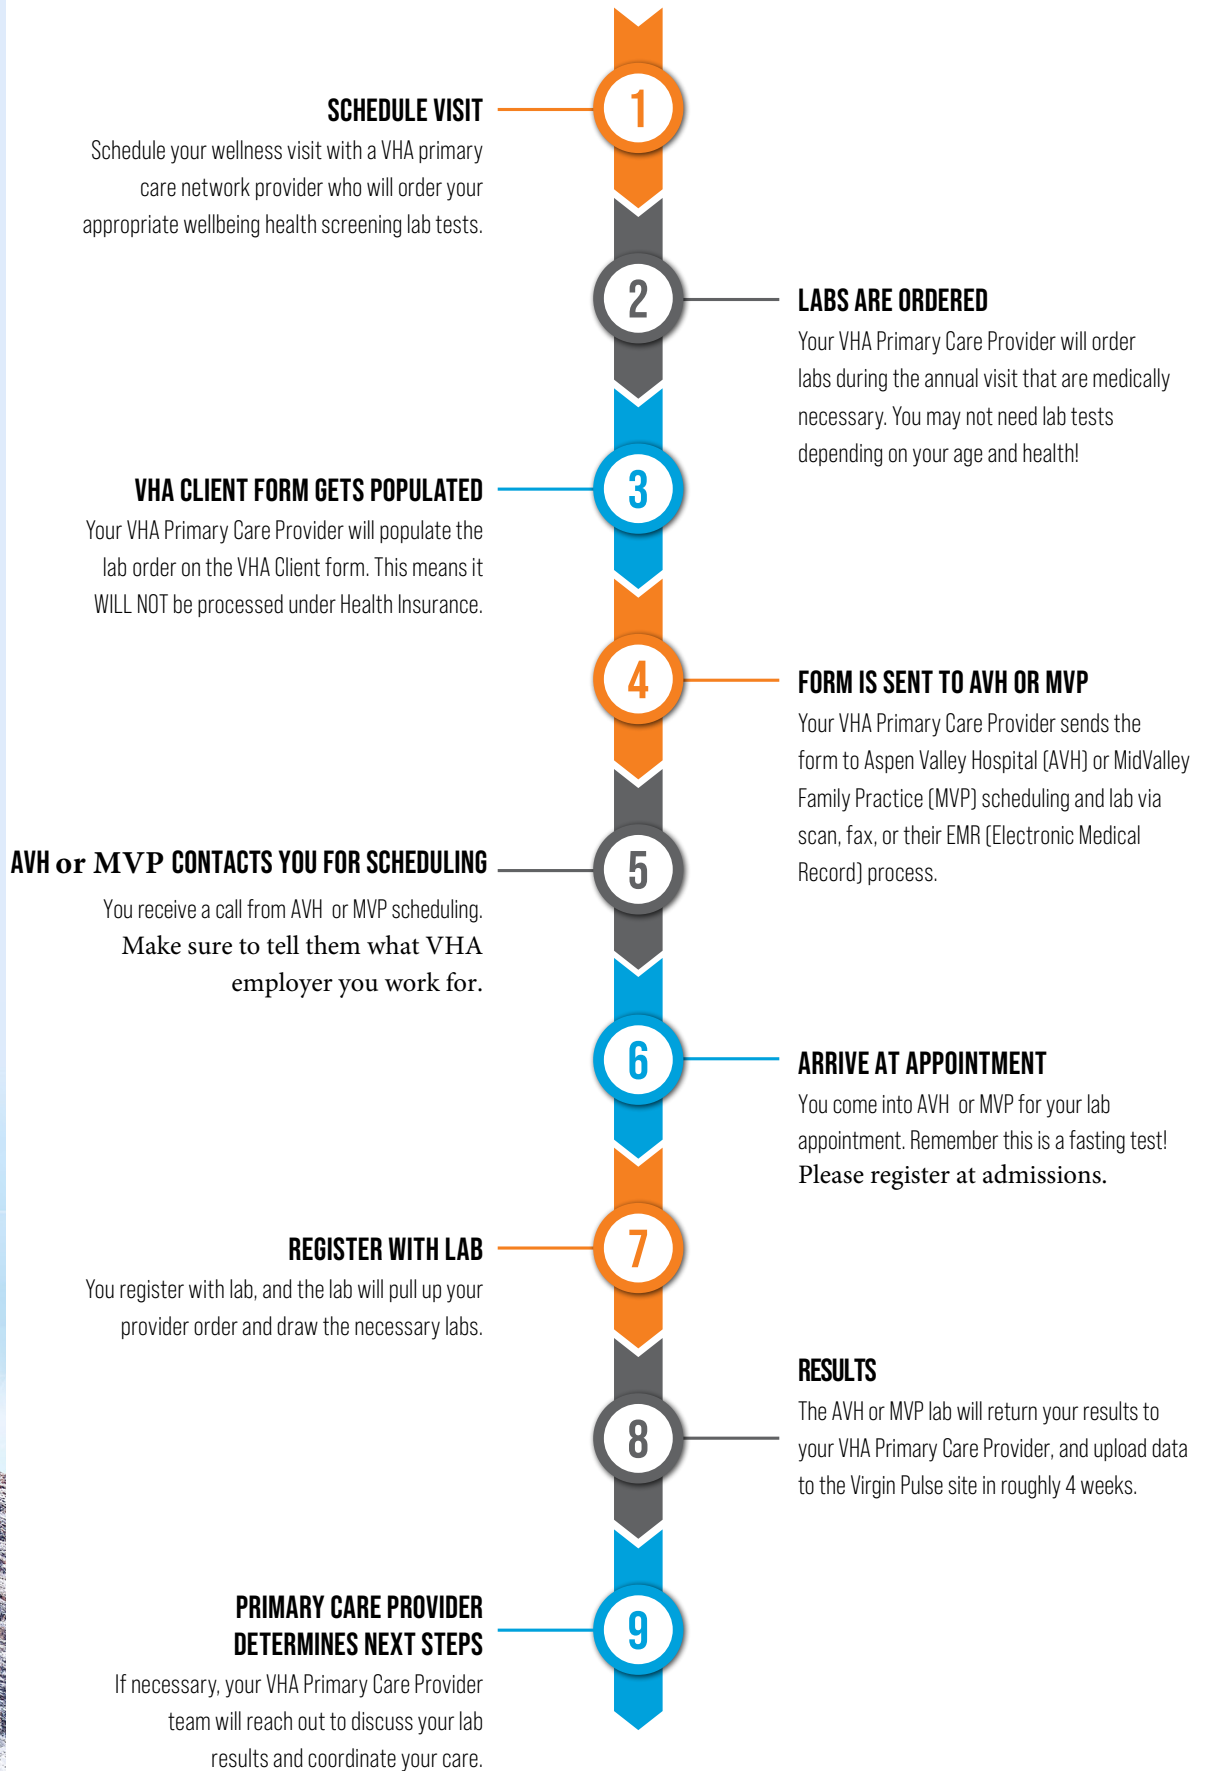 1
SCHEDULE VISIT
Schedule your wellness visit with a VHA primary
care network provider who will order your
appropriate wellbeing health screening lab tests.
2
LABS ARE ORDERED
Your VHA Primary Care Provider will order
labs during the annual visit that are medically
necessary. You may not need lab tests
depending on your age and health!
3
VHA CLIENT FORM GETS POPULATED
Your VHA Primary Care Provider will populate the
lab order on the VHA Client form. This means it
WILL NOT be processed under Health Insurance.
4
FORM IS SENT TO AVH OR MVP
Your VHA Primary Care Provider sends the
form to Aspen Valley Hospital (AVH) or MidValley
Family Practice (MVP) scheduling and lab via
scan, fax, or their EMR (Electronic Medical
Record) process.
5
AVH or MVP CONTACTS YOU FOR SCHEDULING
You receive a call from AVH or MVP scheduling.
Make sure to tell them what VHA
employer you work for.
6
ARRIVE AT APPOINTMENT
You come into AVH or MVP for your lab
appointment. Remember this is a fasting test!
Please register at admissions.
7
REGISTER WITH LAB
You register with lab, and the lab will pull up your
provider order and draw the necessary labs.
8
RESULTS
The AVH or MVP lab will return your results to
your VHA Primary Care Provider, and upload data
to the Virgin Pulse site in roughly 4 weeks.
9
PRIMARY CARE PROVIDER
DETERMINES NEXT STEPS
If necessary, your VHA Primary Care Provider
team will reach out to discuss your lab
results and coordinate your care.